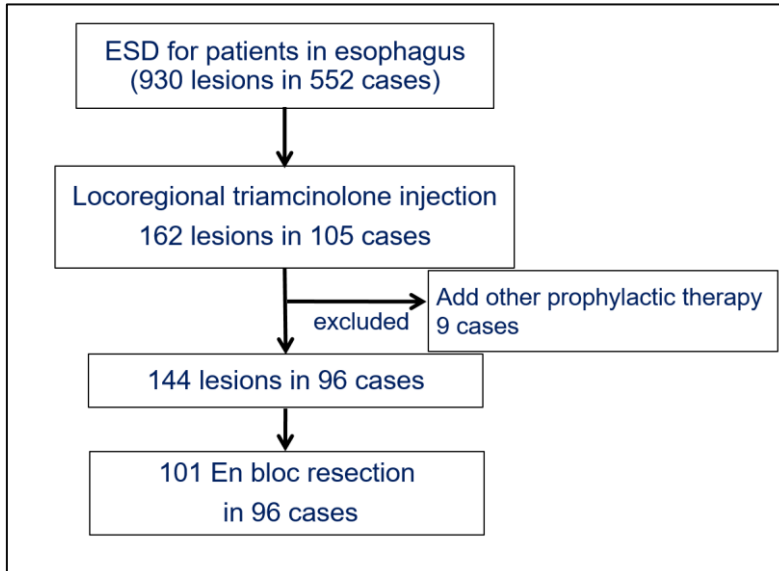 ESD for patients in esophagus
(930 lesions in 552 cases)
Locoregional triamcinolone injection
162 lesions in 105 cases
excluded
Add other prophylactic therapy
9 cases
144 lesions in 96 cases
101 En bloc resection
in 96 cases